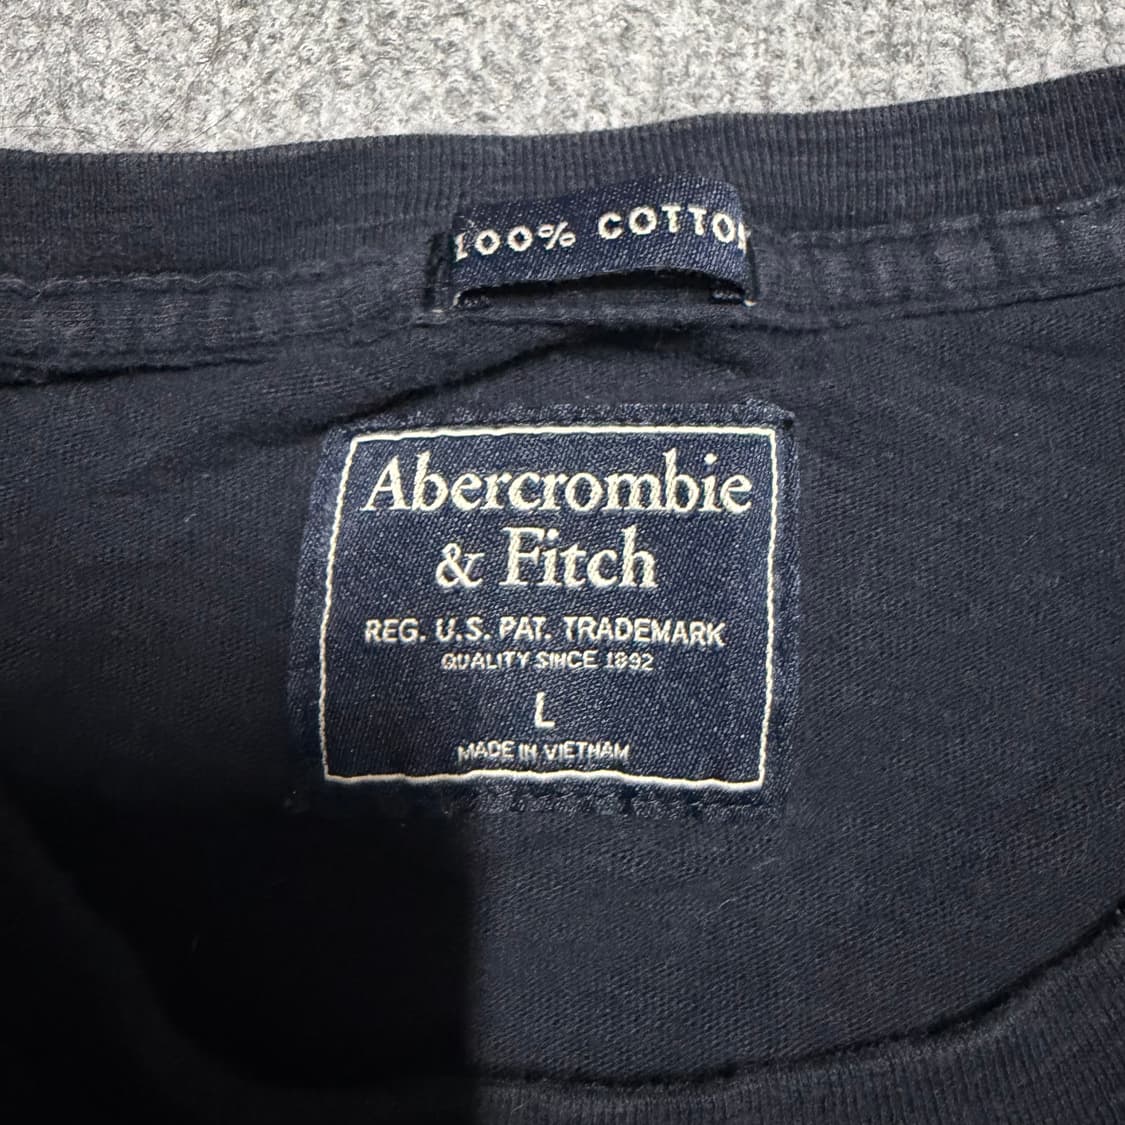 100% COTTON
Abercrombie
& Fitch
REG. U.S. PAT. TRADEMARK
QUALITY SINCE 1892
L
MADE IN VIETNAM